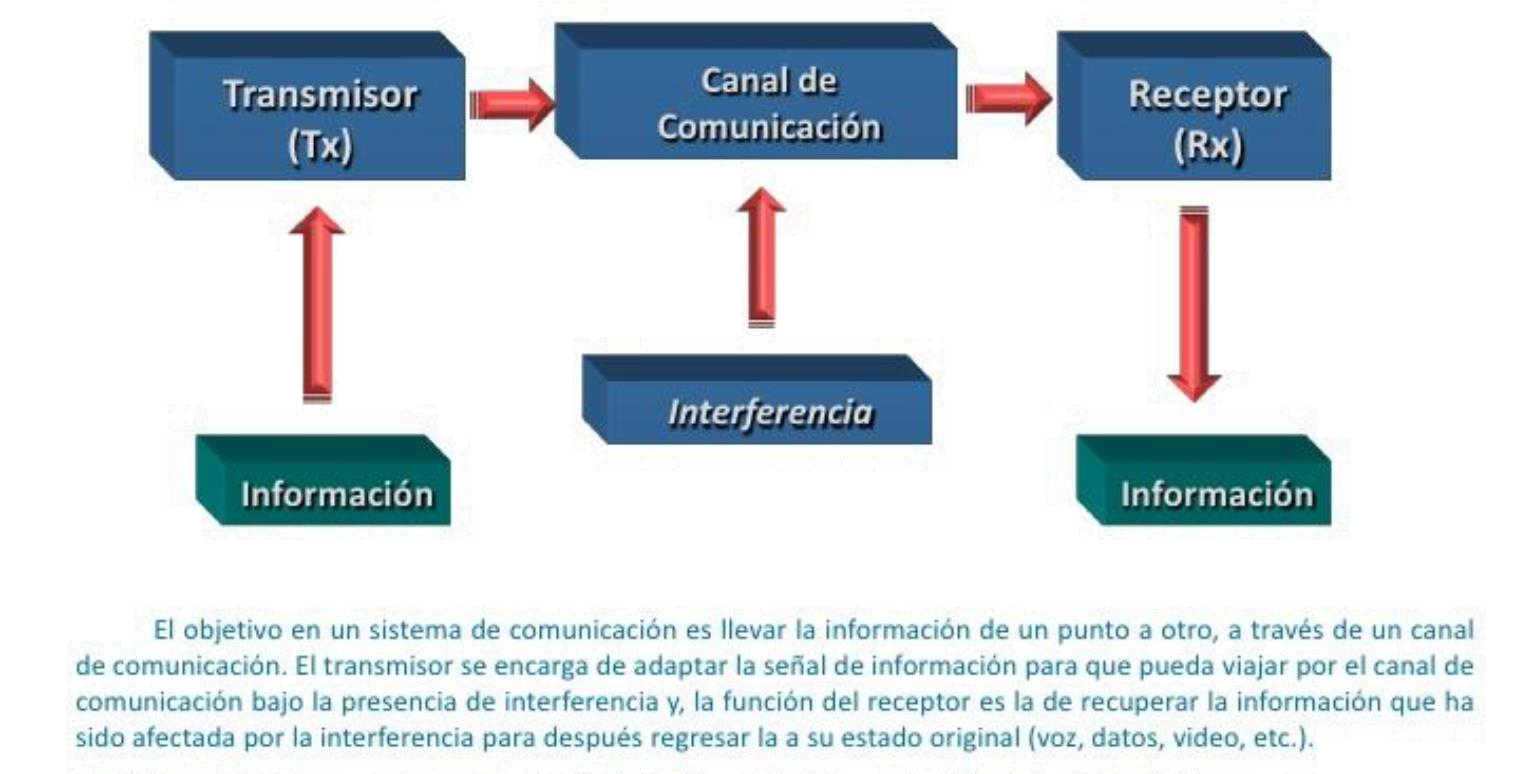 Transmisor
(Tx)
Canal de
Comunicación
Receptor
(Rx)
Interferencia
Información
Información
El objetivo en un sistema de comunicación es llevar la información de un punto a otro, a través de un canal
de comunicación. El transmisor se encarga de adaptar la señal de información para que pueda viajar por el canal de
comunicación bajo la presencia de interferencia y, la función del receptor es la de recuperar la información que ha
sido afectada por la interferencia para después regresar la a su estado original (voz, datos, video, etc.).